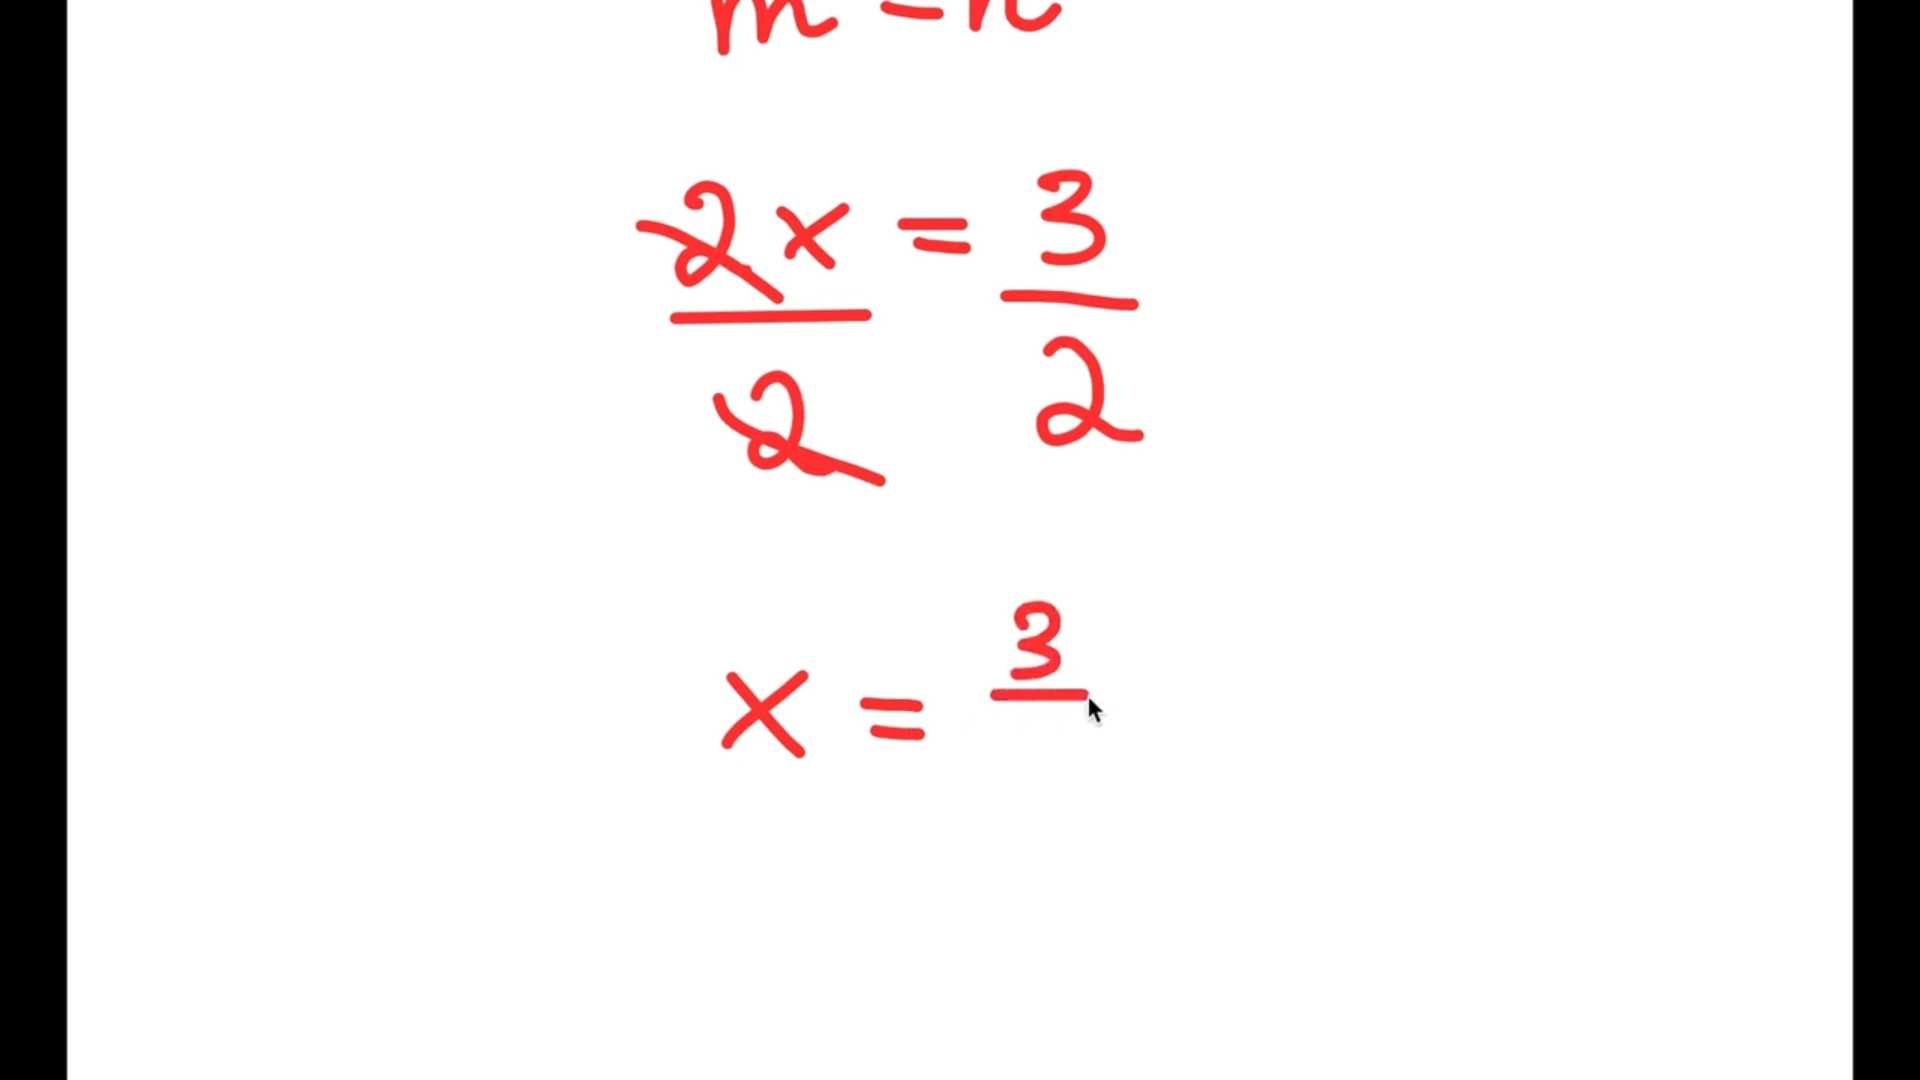 m = n
2x = 3
2 2
x = 3